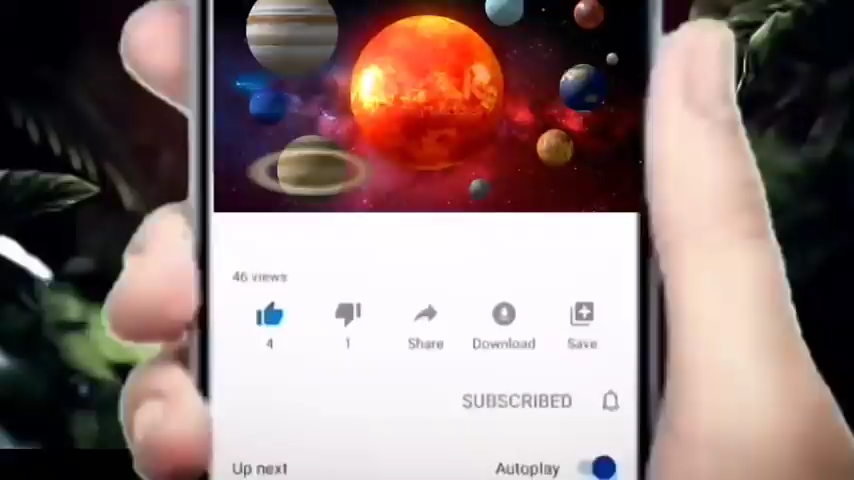 46 views
4
1
Share
Download
Save
SUBSCRIBED
Up next
Autoplay